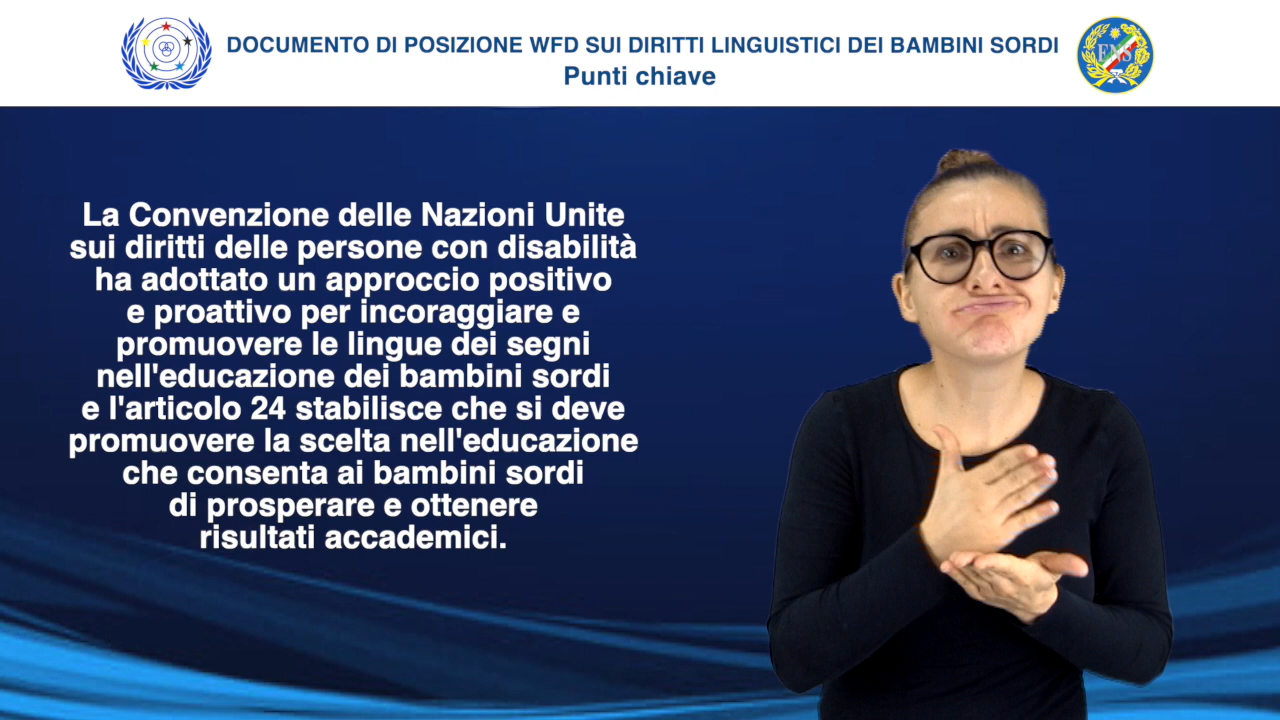 DOCUMENTO DI POSIZIONE WFD SUI DIRITTI LINGUISTICI DEI BAMBINI SORDI
Punti chiave
ENS
La Convenzione delle Nazioni Unite
sui diritti delle persone con disabilità
ha adottato un approccio positivo
e proattivo per incoraggiare e
promuovere le lingue dei segni
nell'educazione dei bambini sordi
e l'articolo 24 stabilisce che si deve
promuovere la scelta nell'educazione
che consenta ai bambini sordi
di prosperare e ottenere
risultati accademici.